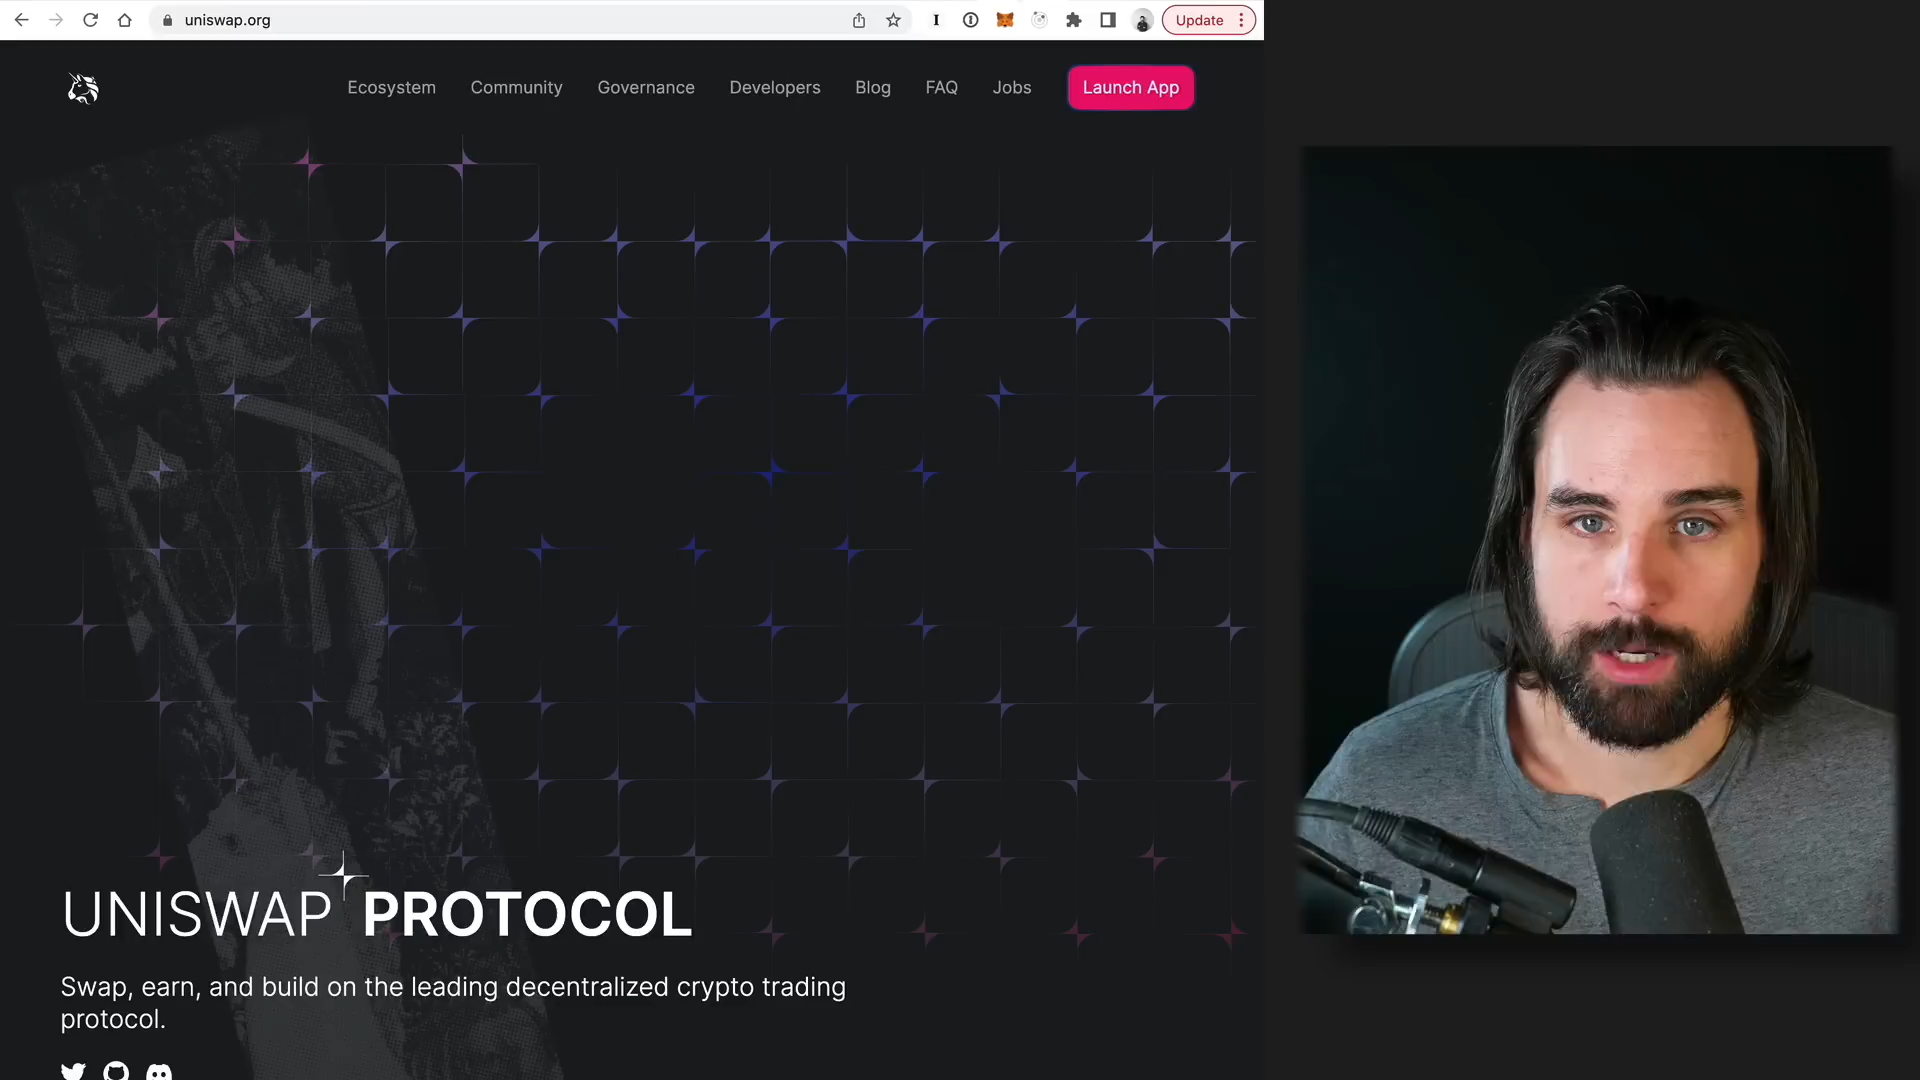 uniswap.org
Update
Ecosystem
Community
Governance
Developers
Blog
FAQ
Jobs
Launch App
UNISWAP PROTOCOL
Swap, earn, and build on the leading decentralized crypto trading
protocol.